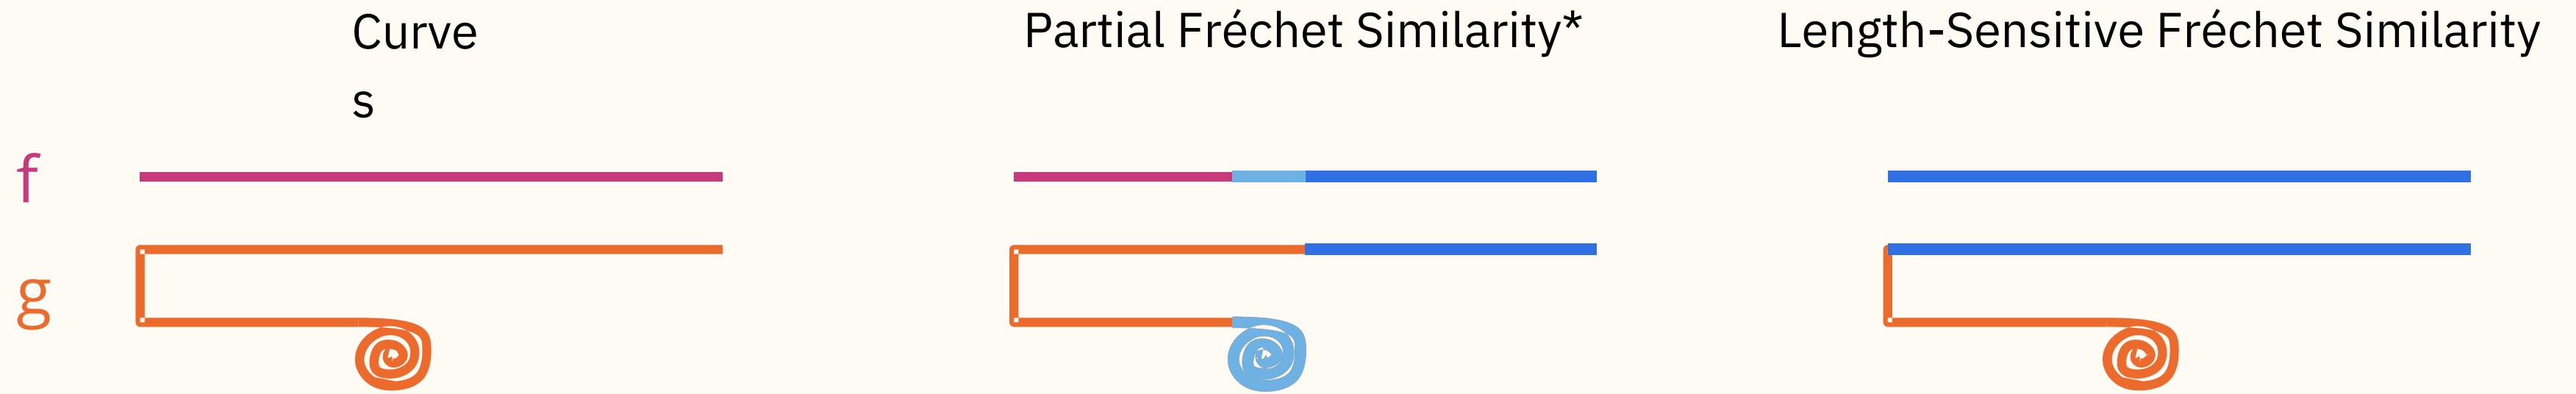 Curve
s
Partial Fréchet Similarity*
Length-Sensitive Fréchet Similarity
f
g